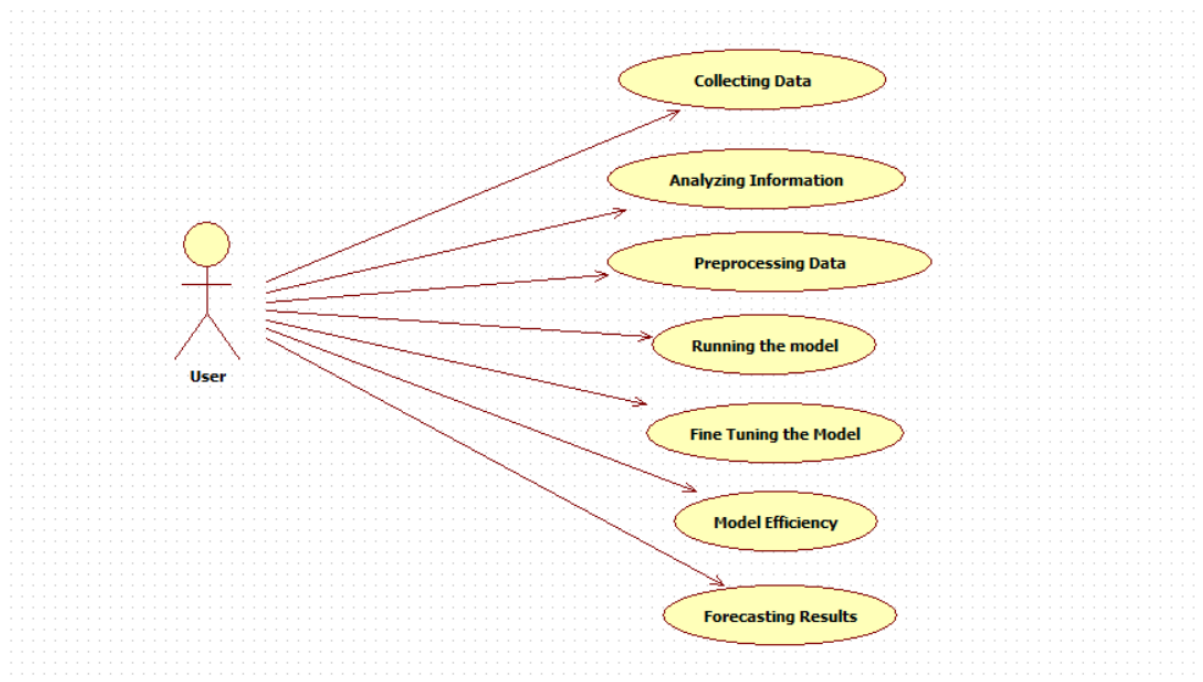 Collecting Data
Analyzing Information
Preprocessing Data
Running the model
User
Fine Tuning the Model
Model Efficiency
Forecasting Results